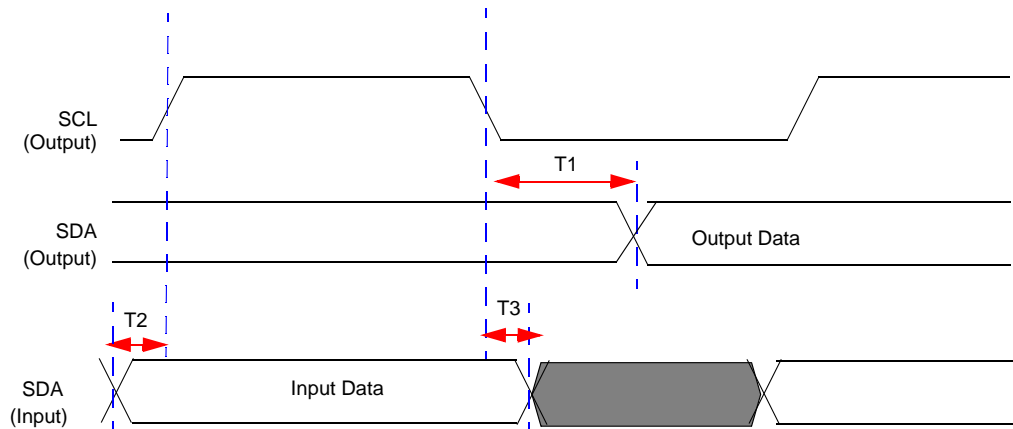 SCL
(Output)
T1
SDA
(Output)
Output Data
T2
T3
SDA
(Input)
Input Data